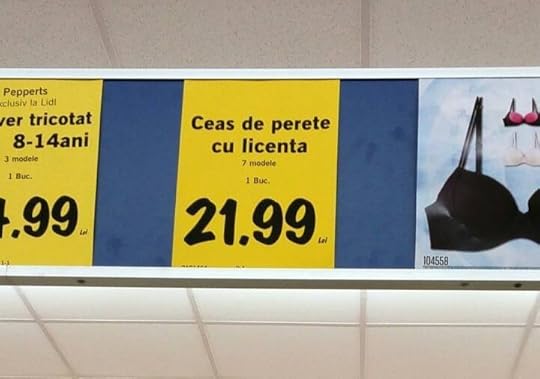 Pepperts
xclusiv la Lidl
ver tricotat
8-14ani
3 modele
1 Buc.
4.99 Lei
Ceas de perete
cu licenta
7 modele
1 Buc.
21.99 Lei
104558